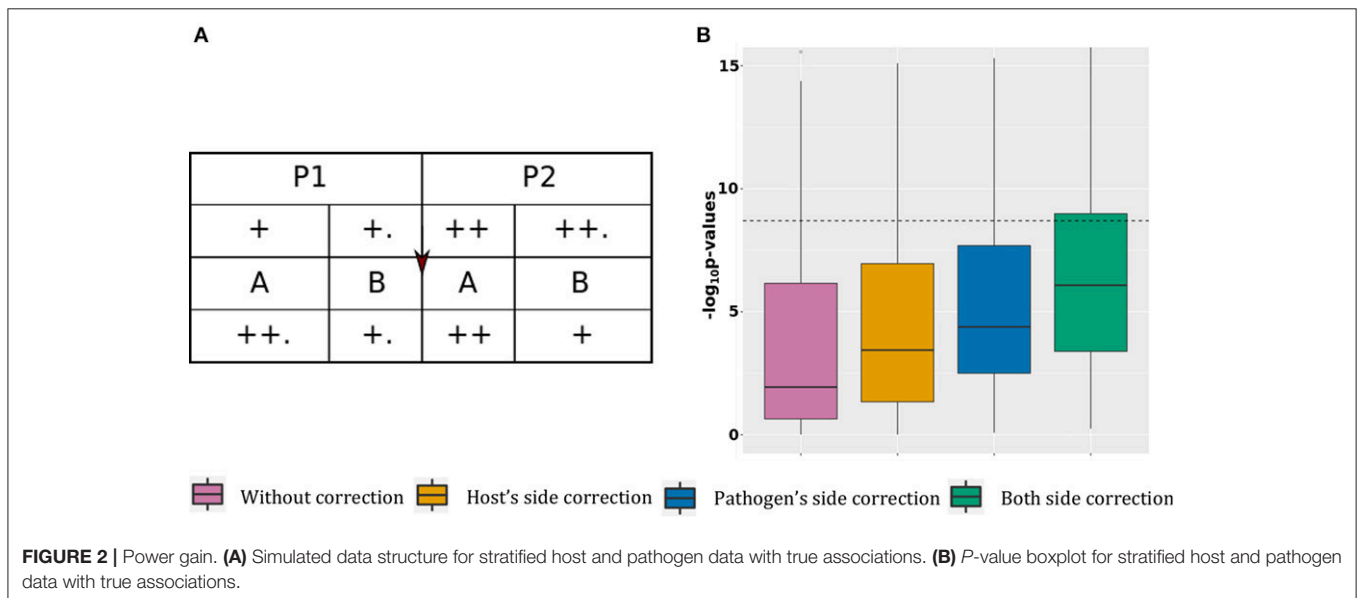 A
P1 P2
+ +. ++ ++.
A B A B
++. +. ++ +
B
15
10
5
0
-log10p-values
Without correction Host's side correction Pathogen's side correction Both side correction
FIGURE 2 | Power gain. (A) Simulated data structure for stratified host and pathogen data with true associations. (B) P-value boxplot for stratified host and pathogen
data with true associations.